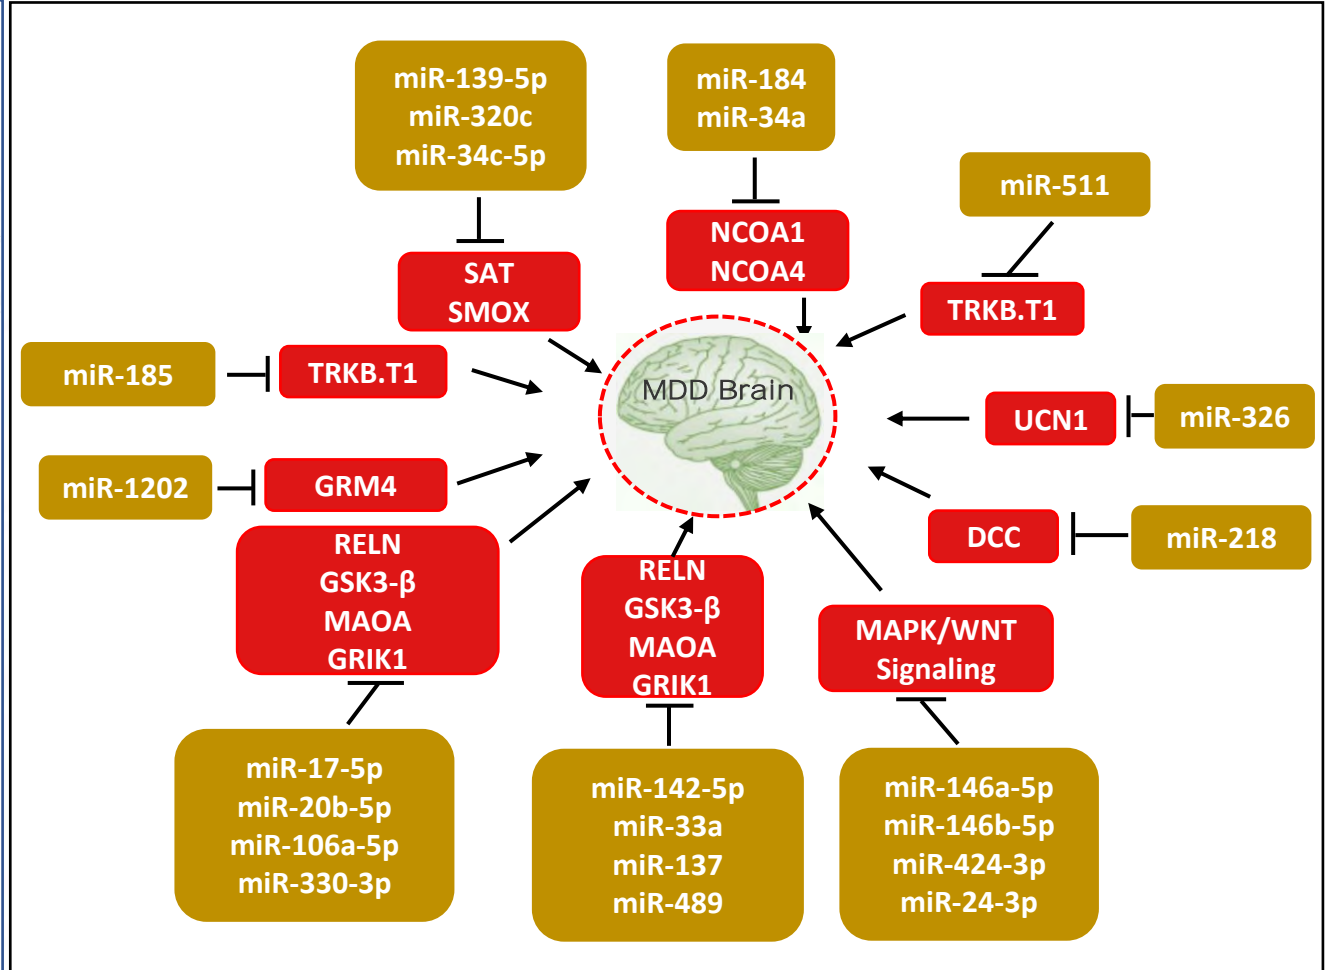 miR-139-5p
miR-320c
miR-34c-5p
miR-184
miR-34a
miR-511
SAT
SMOX
NCOA1
NCOA4
TRKB.T1
miR-185
TRKB.T1
MDD Brain
UCN1
miR-326
miR-1202
GRM4
DCC
miR-218
RELN
GSK3-β
MAOA
GRIK1
RELN
GSK3-β
MAOA
GRIK1
MAPK/WNT
Signaling
miR-17-5p
miR-20b-5p
miR-106a-5p
miR-330-3p
miR-142-5p
miR-33a
miR-137
miR-489
miR-146a-5p
miR-146b-5p
miR-424-3p
miR-24-3p